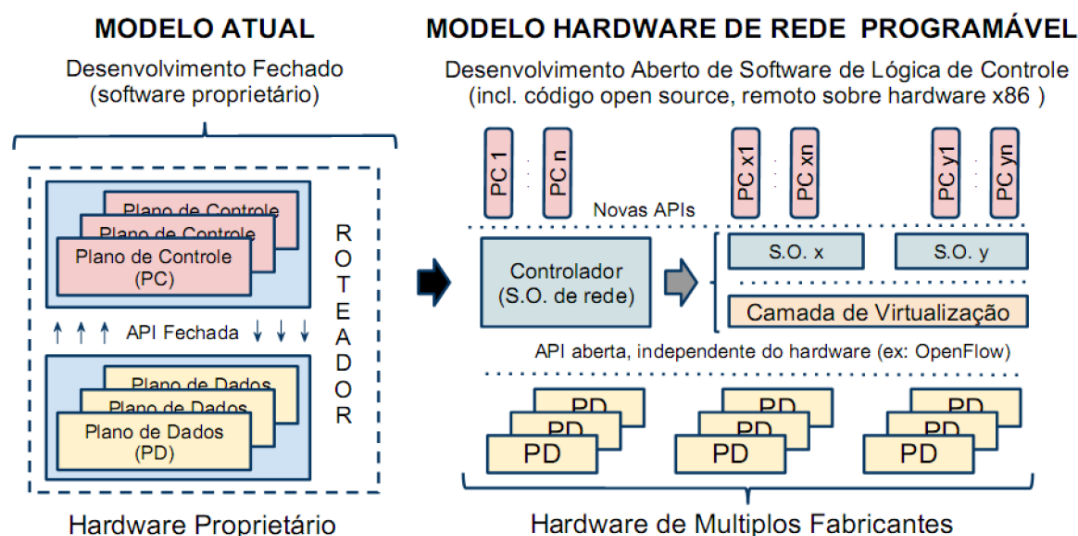 MODELO ATUAL
Desenvolvimento Fechado
(software proprietário)
Plano de Controle
Plano de Controle
Plano de Controle
(PC)
API Fechada
Plano de Dados
Plano de Dados
Plano de Dados
(PD)
ROTEADOR
Hardware Proprietário
MODELO HARDWARE DE REDE PROGRAMÁVEL
Desenvolvimento Aberto de Software de Lógica de Controle
(incl. código open source, remoto sobre hardware x86 )
PC 1
PC n
PC x1
PC xn
PC y1
PC yn
Novas APIs
Controlador
(S.O. de rede)
S.O. x
S.O. y
Camada de Virtualização
API aberta, independente do hardware (ex: OpenFlow)
PD
PD
PD
PD
PD
PD
PD
PD
PD
Hardware de Multiplos Fabricantes